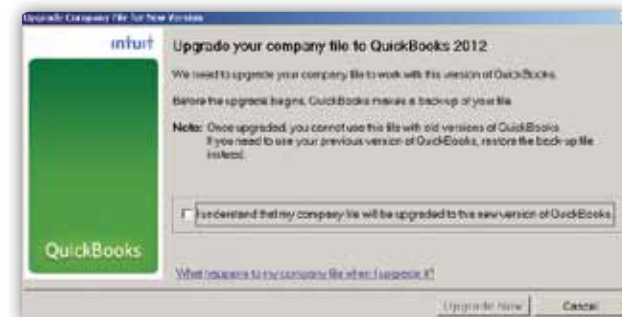 Upgrade Company File for New Version
intuit
Upgrade your company file to QuickBooks 2012
We need to upgrade your company file to work with this version of QuickBooks.
Before the upgrade begins, QuickBooks makes a back-up of your file
Note: Once upgraded, you cannot use this file with old versions of QuickBooks
If you need to use your previous version of QuickBooks, restore the back-up file
instead.
I understand that my company file will be upgraded to this new version of QuickBooks.
QuickBooks
What happens to my company file when I upgrade it?
Upgrade Now
Cancel